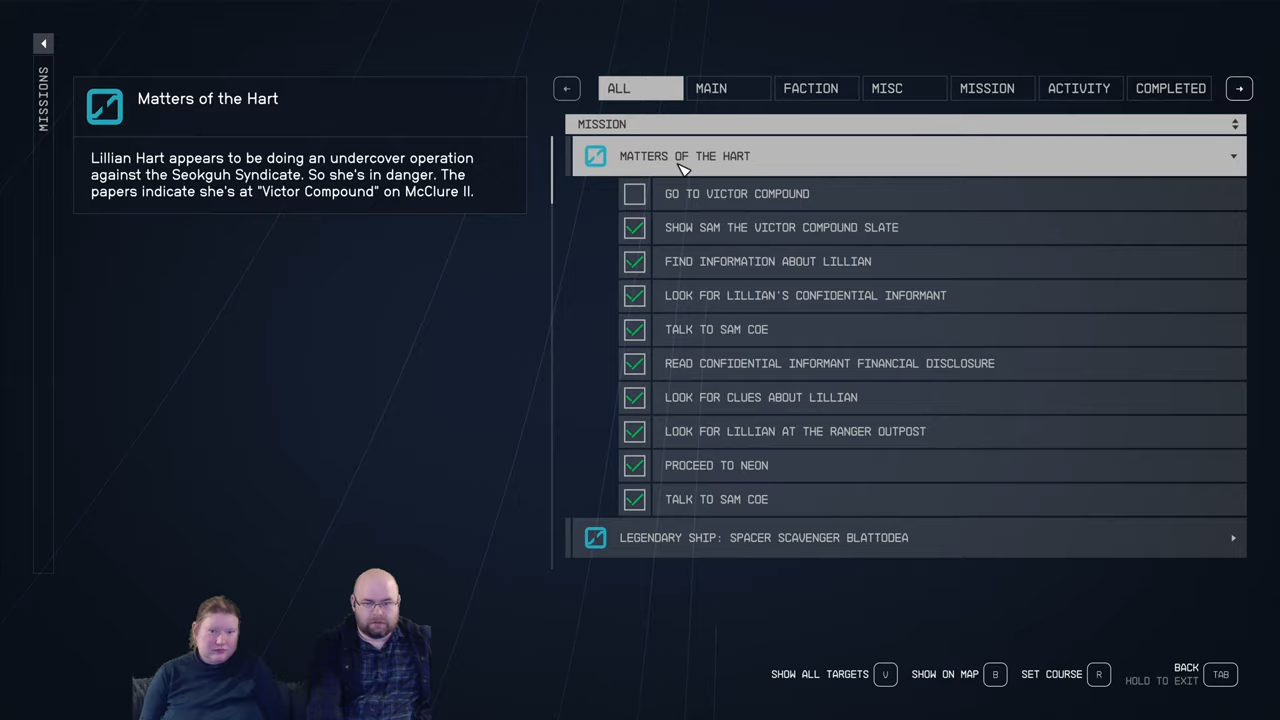 MISSIONS
Matters of the Hart
Lillian Hart appears to be doing an undercover operation
against the Seokguh Syndicate. So she's in danger. The
papers indicate she's at "Victor Compound" on McClure II.
ALL MAIN FACTION MISC MISSION ACTIVITY COMPLETED
MISSION
MATTERS OF THE HART
GO TO VICTOR COMPOUND
SHOW SAM THE VICTOR COMPOUND SLATE
FIND INFORMATION ABOUT LILLIAN
LOOK FOR LILLIAN'S CONFIDENTIAL INFORMANT
TALK TO SAM COE
READ CONFIDENTIAL INFORMANT FINANCIAL DISCLOSURE
LOOK FOR CLUES ABOUT LILLIAN
LOOK FOR LILLIAN AT THE RANGER OUTPOST
PROCEED TO NEON
TALK TO SAM COE
LEGENDARY SHIP: SPACER SCAVENGER BLATTODEA
SHOW ALL TARGETS V SHOW ON MAP B SET COURSE R BACK TAB
HOLD TO EXIT